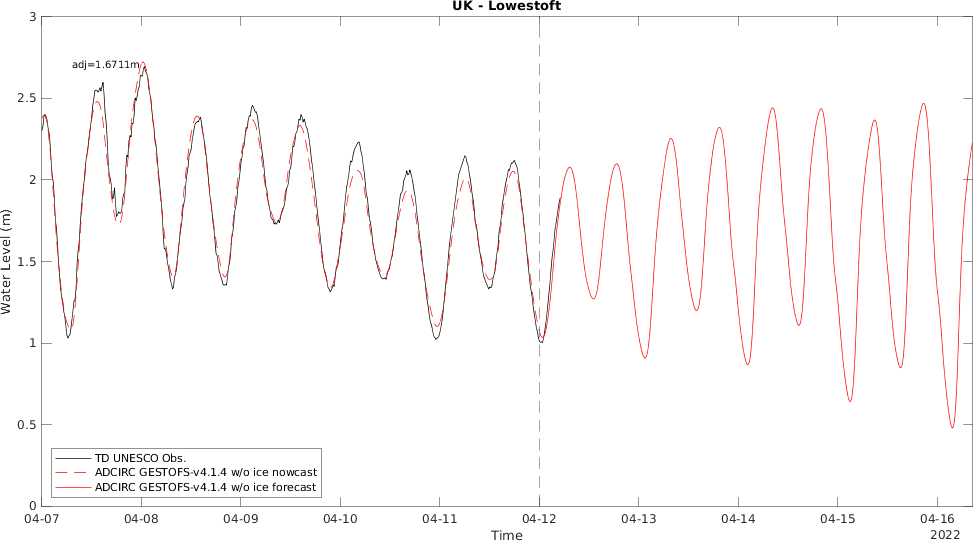 UK - Lowestoft
3
adj=1.6711m
2.5
2
1.5
1
0.5
0
Water Level (m)
TD UNESCO Obs.
ADCIRC GESTOFS-v4.1.4 w/o ice nowcast
ADCIRC GESTOFS-v4.1.4 w/o ice forecast
04-07 04-08 04-09 04-10 04-11 04-12 04-13 04-14 04-15 04-16
Time
2022